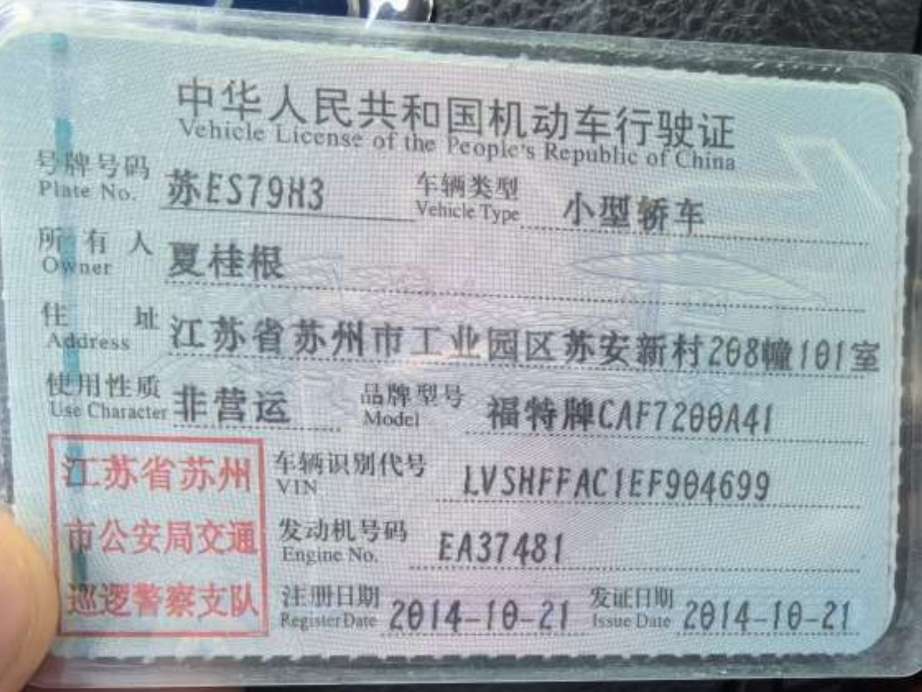 中华人民共和国机动车行驶证
Vehicle License of the People's Republic of China
号牌号码 苏ES79H3 车辆类型 小型轿车
Plate No. Vehicle Type
所有人 夏桂根
Owner
住址 江苏省苏州市工业园区苏安新村208幢101室
Address
使用性质 非营运 品牌型号 福特牌CAF7200A41
Use Character Model
江苏省苏州
市公安局交通
巡逻警察支队
车辆识别代号 LVSHFFAC1EF904699
VIN
发动机号码 EA37481
Engine No.
注册日期 2014-10-21 发证日期 2014-10-21
Register Date Issue Date